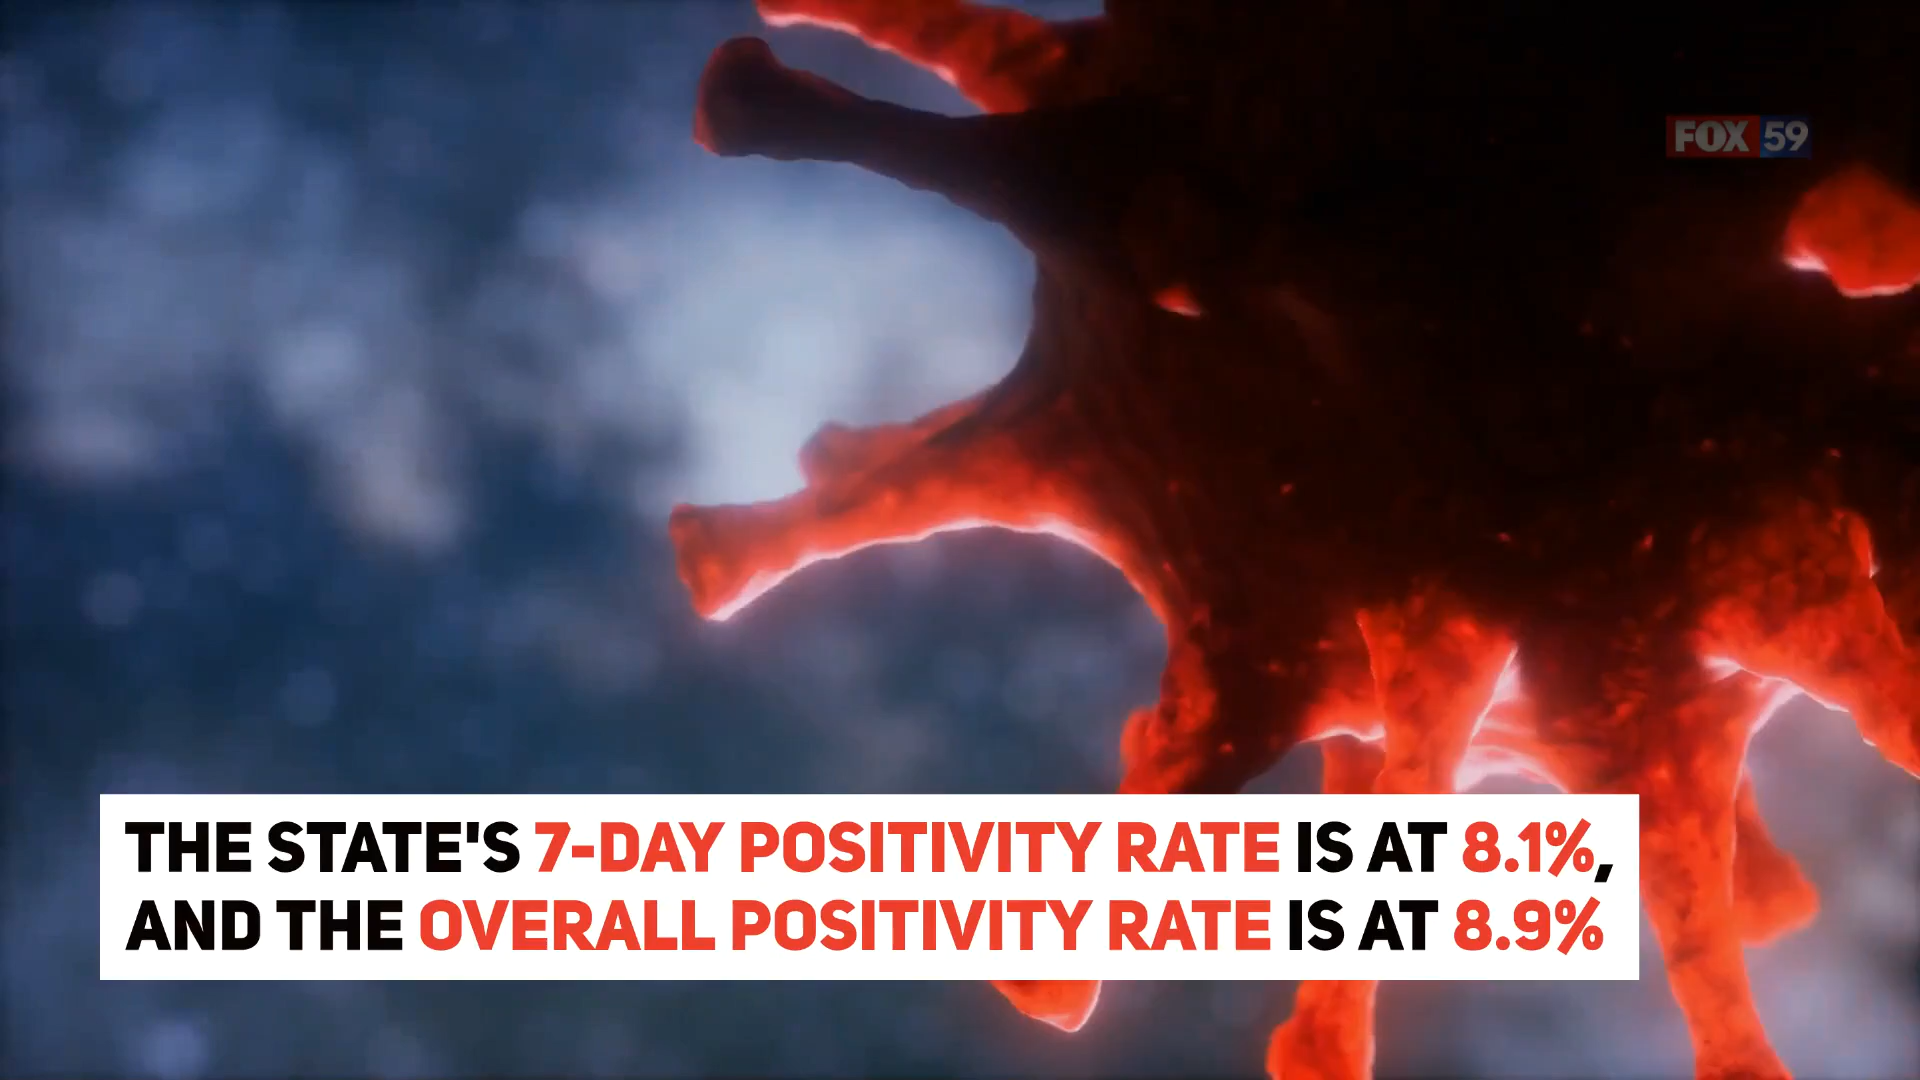 FOX 59
THE STATE'S 7-DAY POSITIVITY RATE IS AT 8.1%,
AND THE OVERALL POSITIVITY RATE IS AT 8.9%